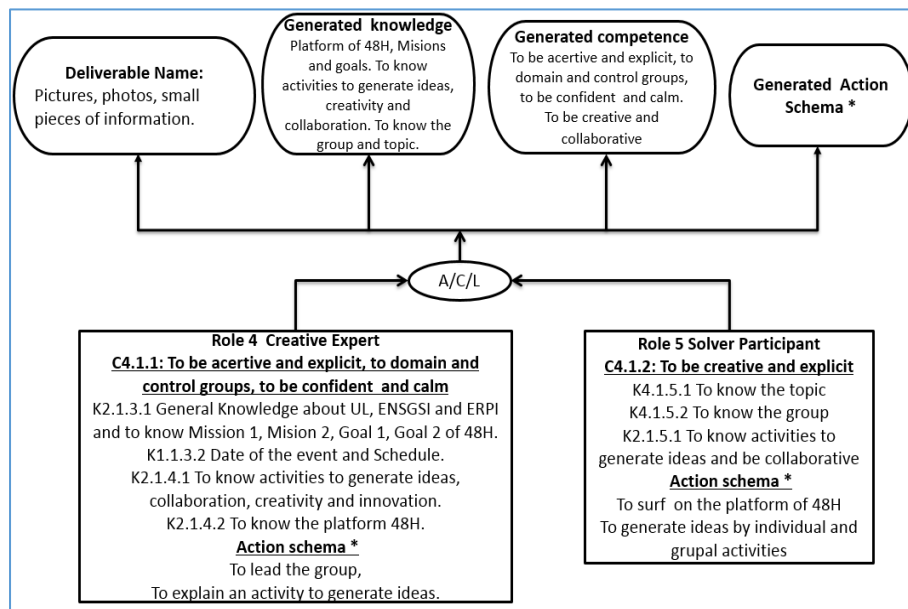 Deliverable Name:
Pictures, photos, small
pieces of information.
Generated knowledge
Platform of 48H, Misions
and goals. To know
activities to generate ideas,
creativity and
collaboration. To know the
group and topic.
Generated competence
To be acertive and explicit, to
domain and control groups,
to be confident and calm.
To be creative and
collaborative
Generated Action
Schema *
A/C/L
Role 4 Creative Expert
C4.1.1: To be acertive and explicit, to domain and
control groups, to be confident and calm
K2.1.3.1 General Knowledge about UL, ENSGSI and ERPI
and to know Mission 1, Mision 2, Goal 1, Goal 2 of 48H.
K1.1.3.2 Date of the event and Schedule.
K2.1.4.1 To know activities to generate ideas,
collaboration, creativity and innovation.
K2.1.4.2 To know the platform 48H.
Action schema *
To lead the group,
To explain an activity to generate ideas.
Role 5 Solver Participant
C4.1.2: To be creative and explicit
K4.1.5.1 To know the topic
K4.1.5.2 To know the group
K2.1.5.1 To know activities to
generate ideas and be collaborative
Action schema *
To surf on the platform of 48H
To generate ideas by individual and
grupal activities